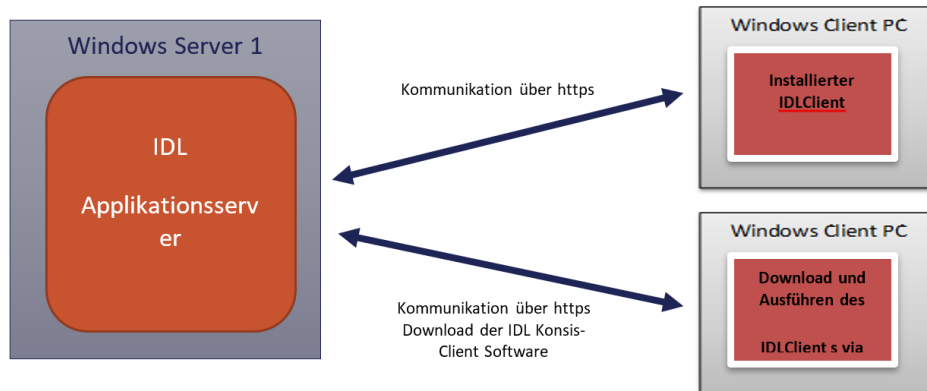 Windows Server 1
IDL
Applikationsserv
er
Kommunikation über https
Kommunikation über https
Download der IDL Konsis-
Client Software
Windows Client PC
Installierter
IDLClient
Windows Client PC
Download und
Ausführen des
IDLClient s via